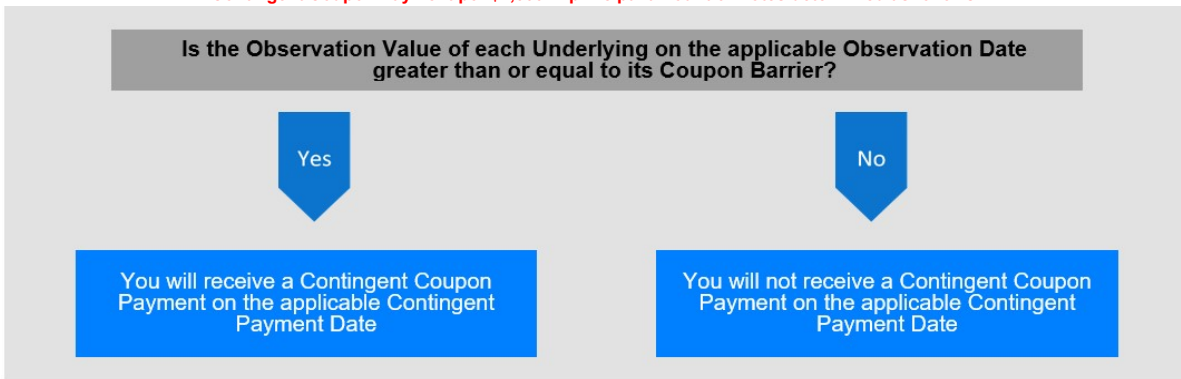 Is the Observation Value of each Underlying on the applicable Observation Date
greater than or equal to its Coupon Barrier?
Yes
No
You will receive a Contingent Coupon
Payment on the applicable Contingent
Payment Date
You will not receive a Contingent Coupon
Payment on the applicable Contingent
Payment Date